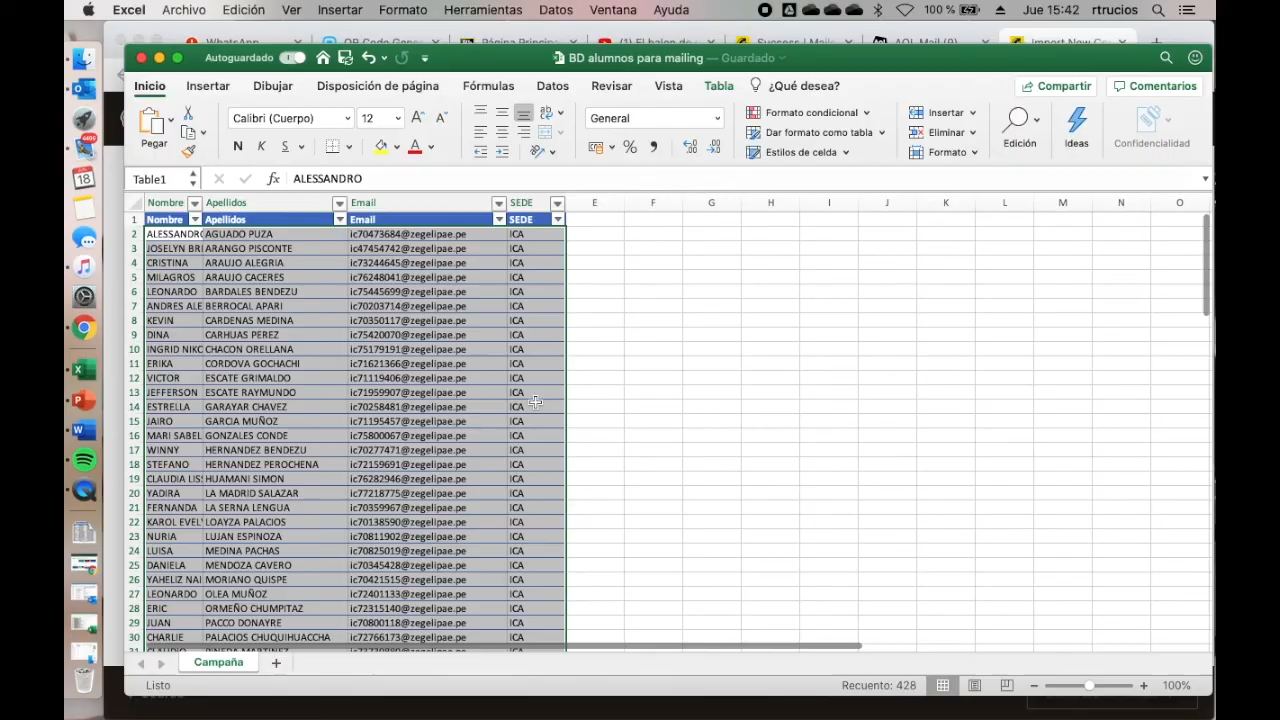 Excel Archivo Edición Ver Insertar Formato Herramientas Datos Ventana Ayuda 100 % Jue 15:42 rtrucios
Autoguardado BD alumnos para mailing — Guardado
Inicio Insertar Dibujar Disposición de página Fórmulas Datos Revisar Vista Tabla ¿Qué desea? Compartir Comentarios
Pegar Calibri (Cuerpo) 12 A A General Formato condicional Insertar
Dar formato como tabla Eliminar Edición Ideas Confidencialidad
N K S A % Estilos de celda Formato
Table1 fx ALESSANDRO
Nombre Apellidos Email SEDE E F G H I J K L M N O
1 Nombre Apellidos Email SEDE
2 ALESSANDRO AGUADO PUZA ic70473684@zegelipae.pe ICA
3 JOSELYN BRI ARANGO PISCONTE ic47454742@zegelipae.pe ICA
4 CRISTINA ARAUJO ALEGRIA ic73244645@zegelipae.pe ICA
5 MILAGROS ARAUJO CACERES ic76248041@zegelipae.pe ICA
6 LEONARDO BARDALES BENDEZU ic75445699@zegelipae.pe ICA
7 ANDRES ALE BERROCAL APARI ic70203714@zegelipae.pe ICA
8 KEVIN CARDENAS MEDINA ic70350117@zegelipae.pe ICA
9 DINA CARHUAS PEREZ ic75420070@zegelipae.pe ICA
10 INGRID NIKO CHACON ORELLANA ic75179191@zegelipae.pe ICA
11 ERIKA CORDOVA GOCHACHI ic71621366@zegelipae.pe ICA
12 VICTOR ESCATE GRIMALDO ic71119406@zegelipae.pe ICA
13 JEFFERSON ESCATE RAYMUNDO ic71959907@zegelipae.pe ICA
14 ESTRELLA GARAYAR CHAVEZ ic70258481@zegelipae.pe ICA
15 JAIRO GARCIA MUÑOZ ic71195457@zegelipae.pe ICA
16 MARI SABEL GONZALES CONDE ic75800067@zegelipae.pe ICA
17 WINNY HERNANDEZ BENDEZU ic70277471@zegelipae.pe ICA
18 STEFANO HERNANDEZ PEROCHENA ic72159691@zegelipae.pe ICA
19 CLAUDIA LIS HUAMANI SIMON ic76282946@zegelipae.pe ICA
20 YADIRA LA MADRID SALAZAR ic77218775@zegelipae.pe ICA
21 FERNANDA LA SERNA LENGUA ic70359967@zegelipae.pe ICA
22 KAROL EVELY LOAYZA PALACIOS ic70138590@zegelipae.pe ICA
23 NURIA LUJAN ESPINOZA ic70811902@zegelipae.pe ICA
24 LUISA MEDINA PACHAS ic70825019@zegelipae.pe ICA
25 DANIELA MENDOZA CAVERO ic70345428@zegelipae.pe ICA
26 YAHELIZ NAI MORIANO QUISPE ic70421515@zegelipae.pe ICA
27 LEONARDO OLEA MUÑOZ ic72401133@zegelipae.pe ICA
28 ERIC ORMEÑO CHUMPITAZ ic72315140@zegelipae.pe ICA
29 JUAN PACCO DONAYRE ic70800118@zegelipae.pe ICA
30 CHARLIE PALACIOS CHUQUIHUACCHA ic72766173@zegelipae.pe ICA
Campaña
Listo Recuento: 428 100%